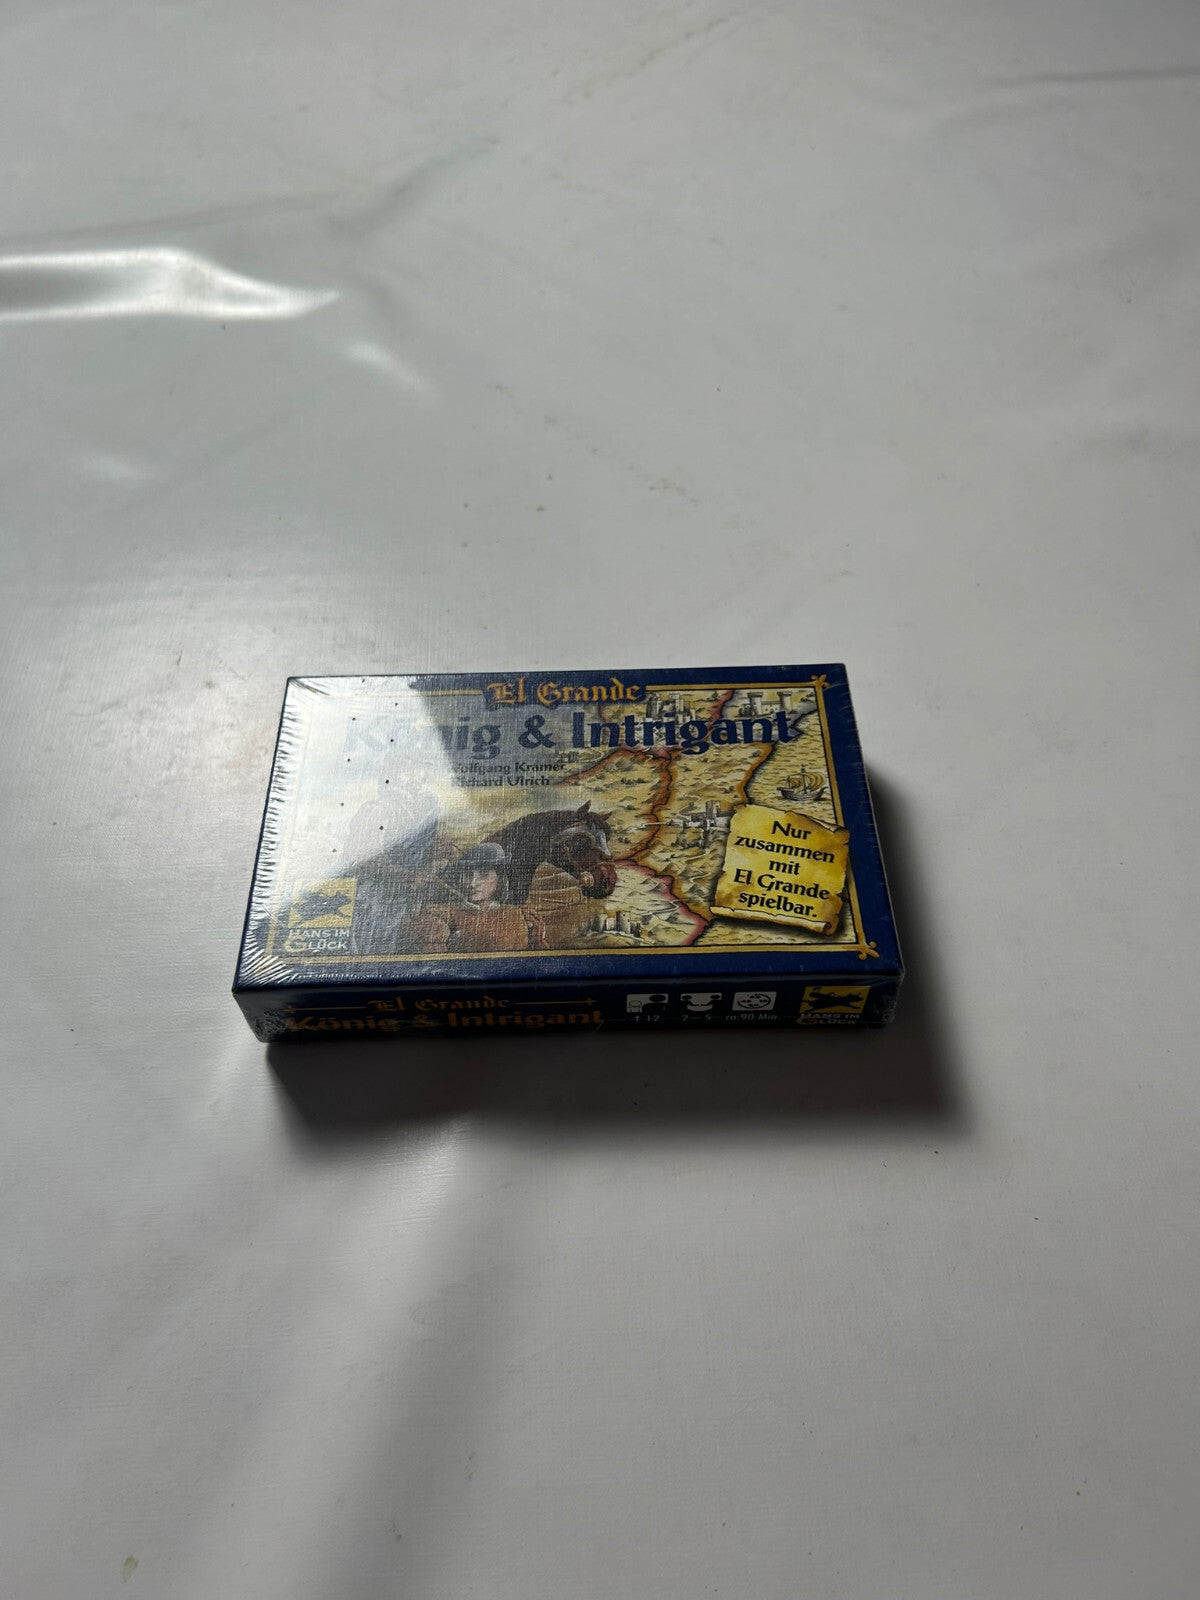 El Grande
König & Intrigant
Wolfgang Kramer
Richard Ulrich
Nur
zusammen
mit
El Grande
spielbar.
HANS IM
GLÜCK
El Grande
König & Intrigant
12
2–5
ca. 90 Min.
HANS IM
GLÜCK